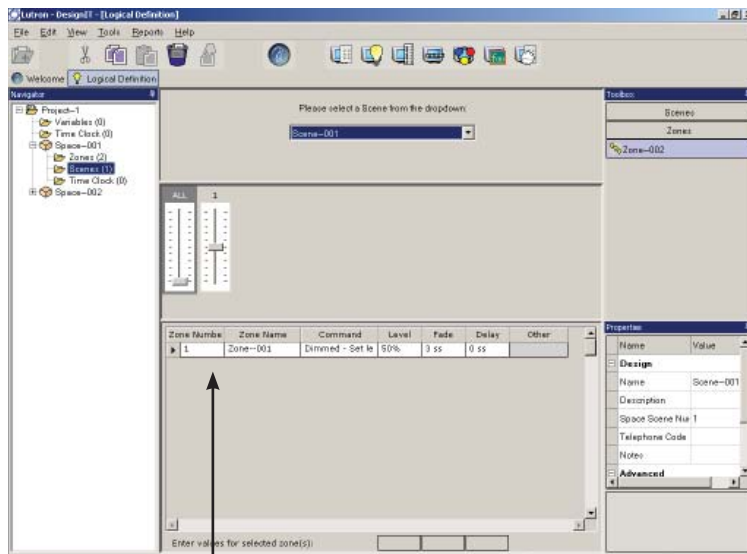 Lutron - DesignIT - [Logical Definition]
File Edit View Tools Reports Help
Welcome Logical Definition
Navigator
Project-1
Variables (0)
Time Clock (0)
Space-001
Zones (2)
Scenes (1)
Time Clock (0)
Space-002
Please select a Scene from the dropdown:
Scene-001
ALL 1
Zone Numbe Zone Name Command Level Fade Delay Other
1 Zone--001 Dimmed - Set le 50% 3 ss 0 ss
Enter values for selected zone(s):
Toolbox
Scenes
Zones
Zone-002
Properties
Name Value
Design
Name Scene-001
Description
Space Scene Nu 1
Telephone Code
Notes
Advanced